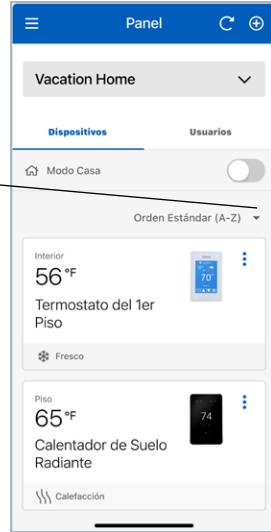 Panel
Vacation Home
Dispositivos Usuarios
Modo Casa
Orden Estándar (A-Z)
Interior
56°F
70°
Termostato del 1er
Piso
Fresco
Piso
65°F
74
Calentador de Suelo
Radiante
Calefacción